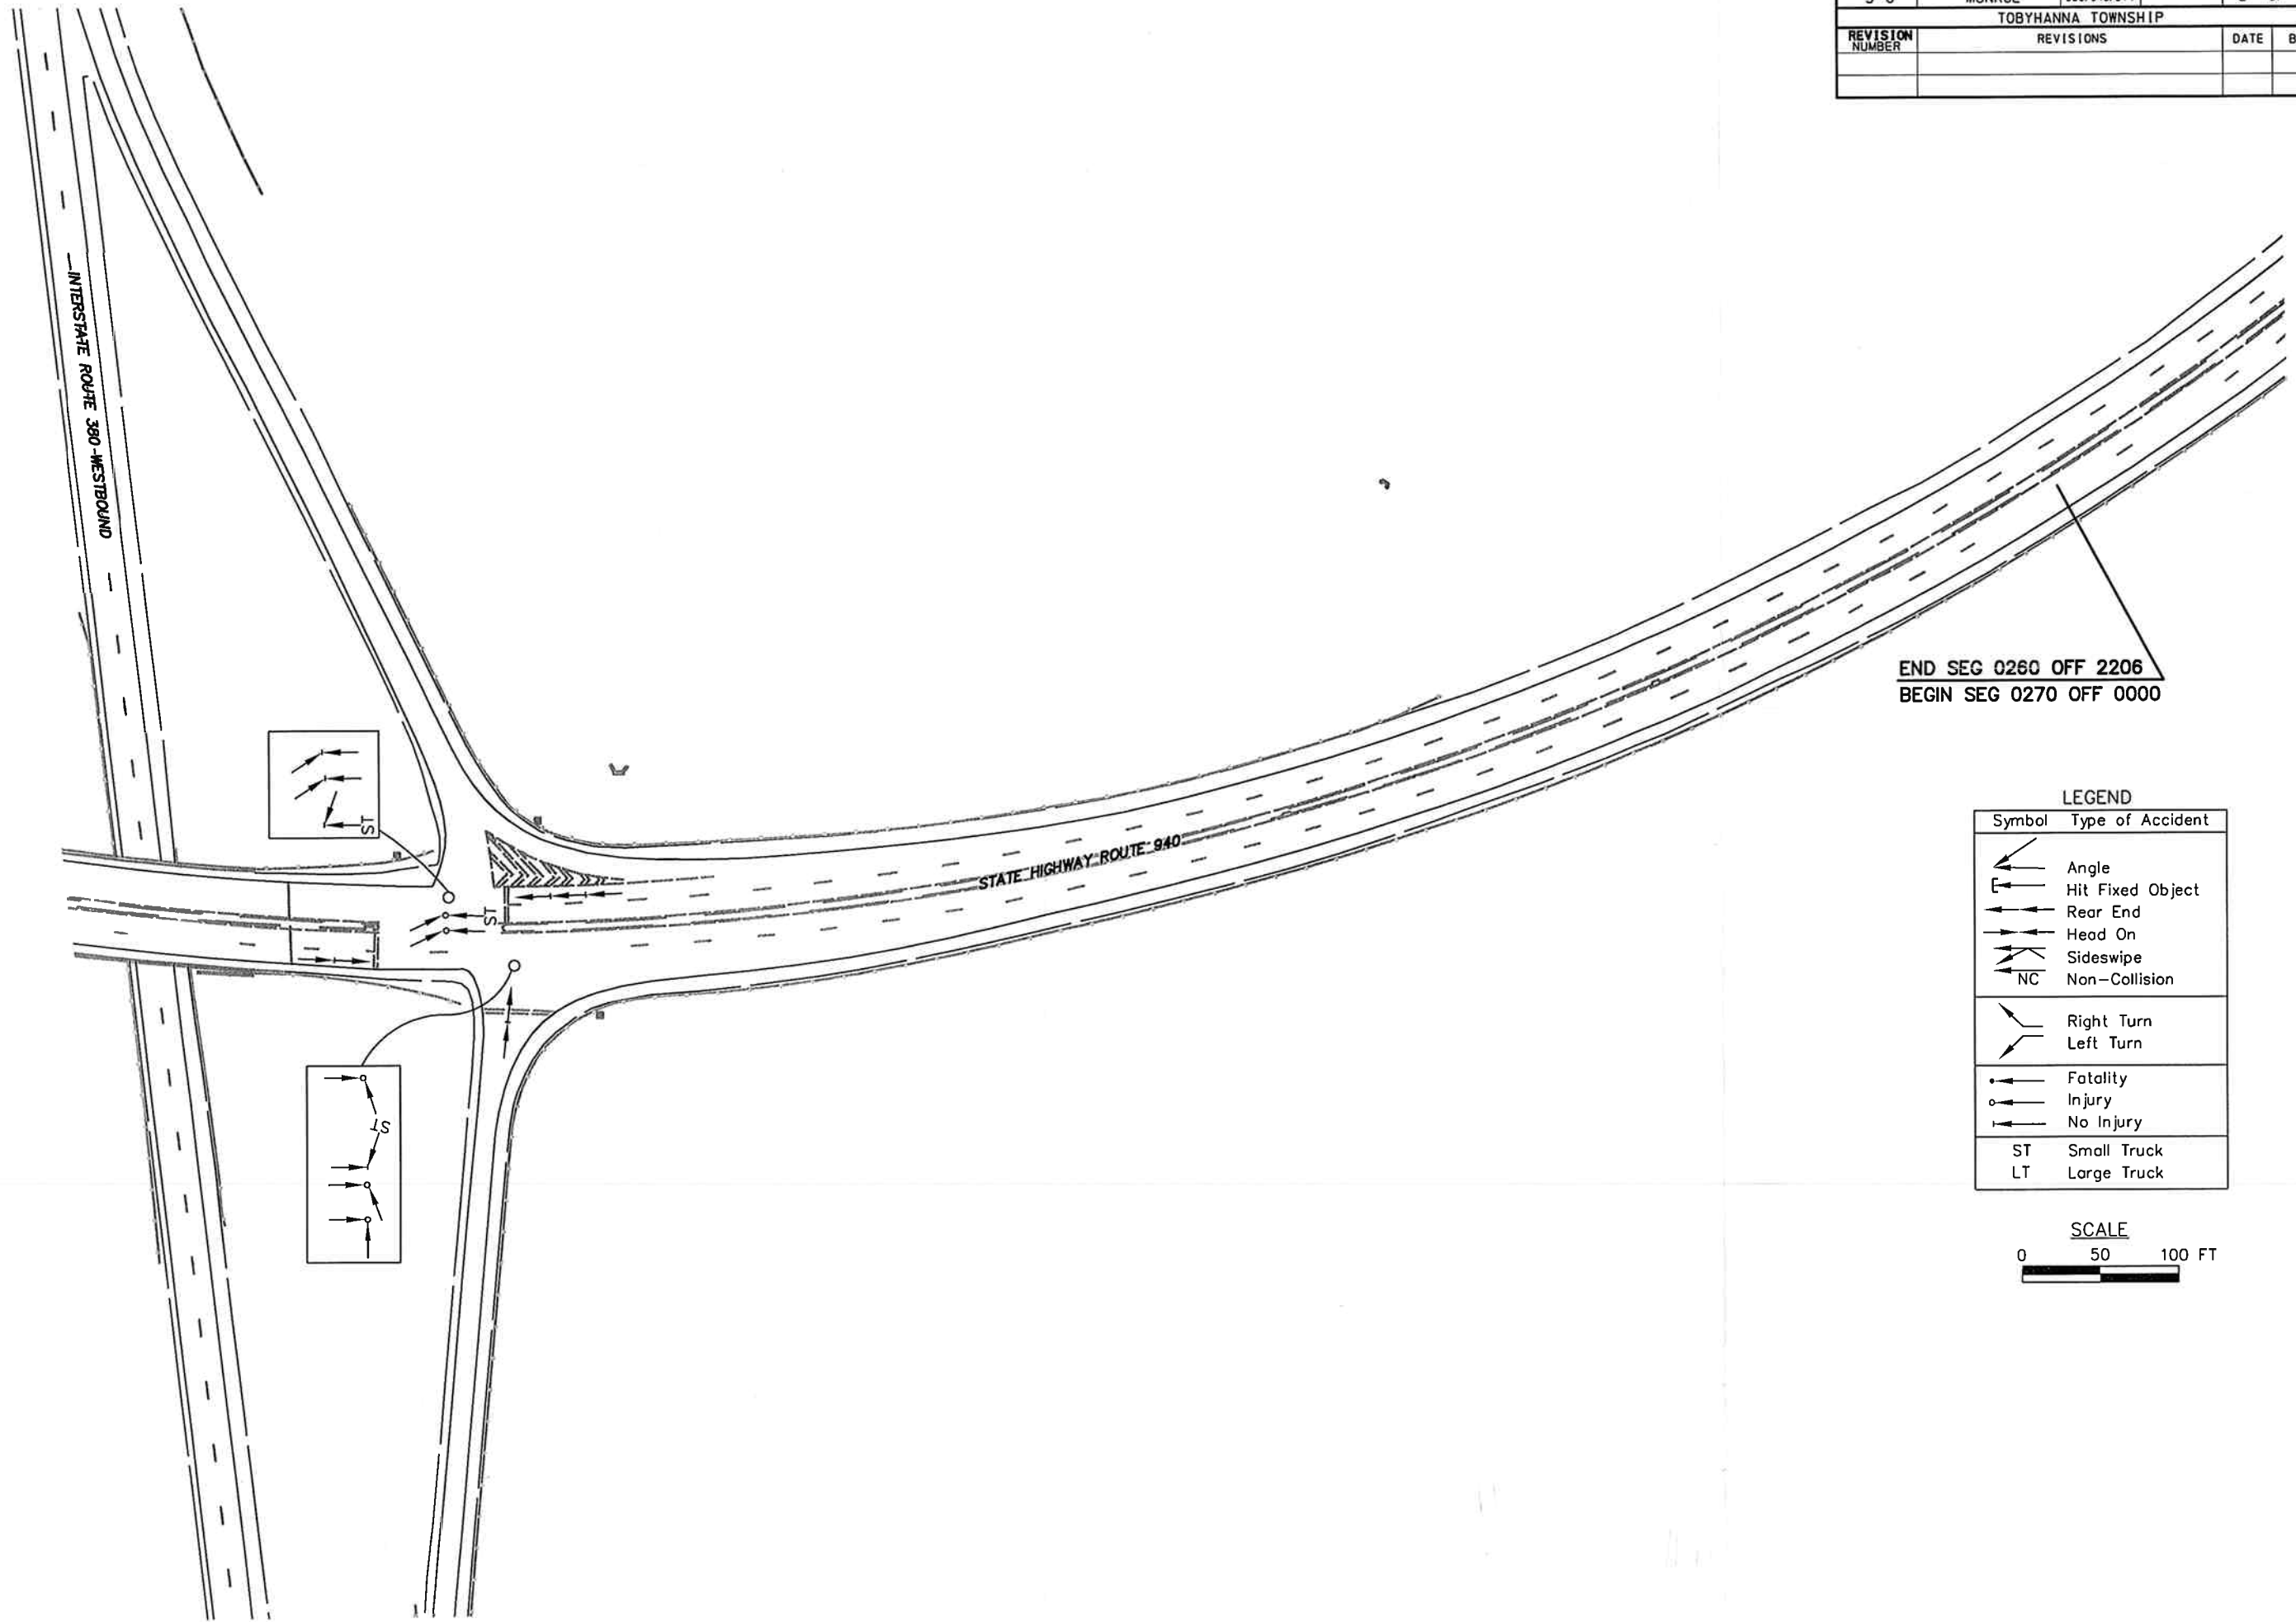 TOBYHANNA TOWNSHIP
REVISION NUMBER REVISIONS DATE
INTERSTATE ROUTE 380-WESTBOUND
STATE HIGHWAY ROUTE 940
END SEG 0260 OFF 2206
BEGIN SEG 0270 OFF 0000
ST
ST
ST
LEGEND
Symbol Type of Accident
Angle
Hit Fixed Object
Rear End
Head On
Sideswipe
NC Non-Collision
Right Turn
Left Turn
Fatality
Injury
No Injury
ST Small Truck
LT Large Truck
SCALE
0 50 100 FT